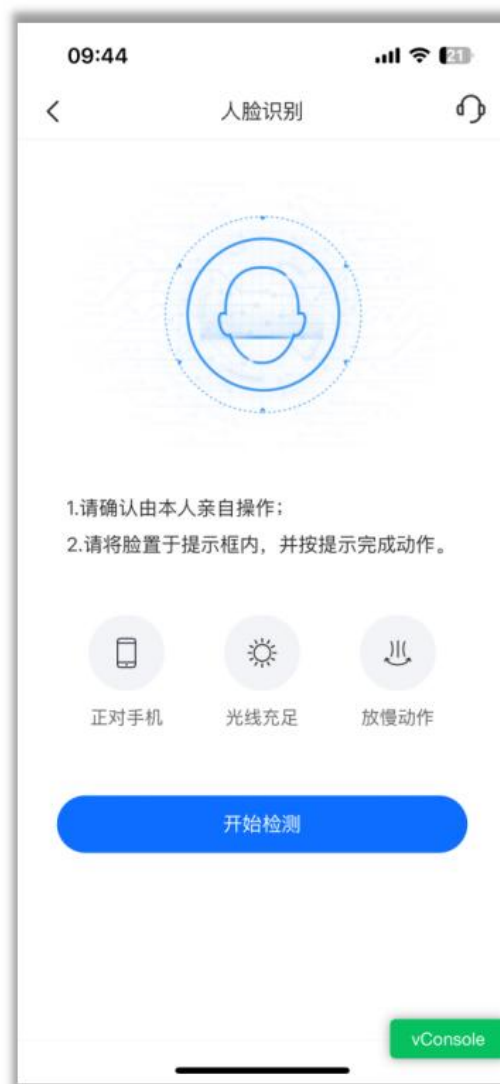 09:44
21
人脸识别
1.请确认由本人亲自操作；
2.请将脸置于提示框内，并按提示完成动作。
正对手机
光线充足
放慢动作
开始检测
vConsole